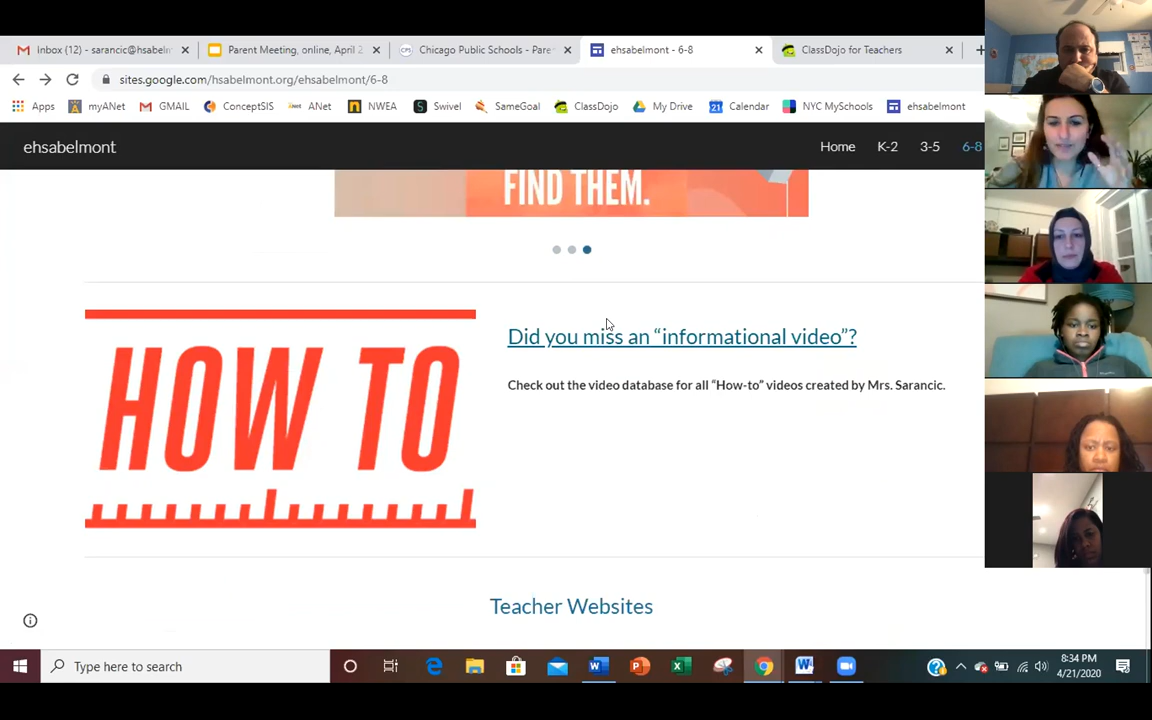 Inbox (12) - sarancic@hsabelm
Parent Meeting, online, April 2
Chicago Public Schools - Pare
ehsabelmont - 6-8
ClassDojo for Teachers
sites.google.com/hsabelmont.org/ehsabelmont/6-8
Apps
myANet
GMAIL
ConceptSIS
ANet
NWEA
Swivel
SameGoal
ClassDojo
My Drive
Calendar
NYC MySchools
ehsabelmont
ehsabelmont
Home
K-2
3-5
6-8
FIND THEM.
HOW TO
Did you miss an “informational video”?
Check out the video database for all “How-to” videos created by Mrs. Sarancic.
Teacher Websites
Type here to search
8:34 PM
4/21/2020